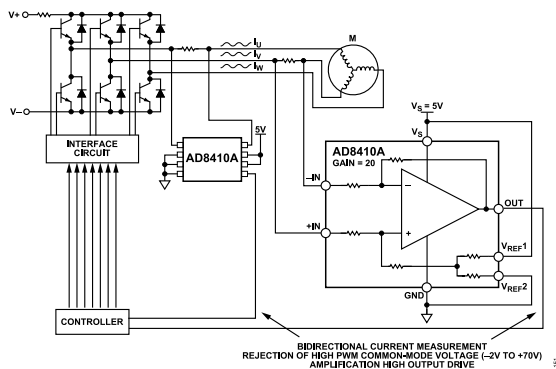 V+
V–
I_U
I_V
I_W
M
INTERFACE
CIRCUIT
CONTROLLER
5V
AD8410A
V_S = 5V
V_S
AD8410A
GAIN = 20
–IN
+IN
OUT
V_REF1
V_REF2
GND
BIDIRECTIONAL CURRENT MEASUREMENT
REJECTION OF HIGH PWM COMMON-MODE VOLTAGE (–2V TO +70V)
AMPLIFICATION HIGH OUTPUT DRIVE